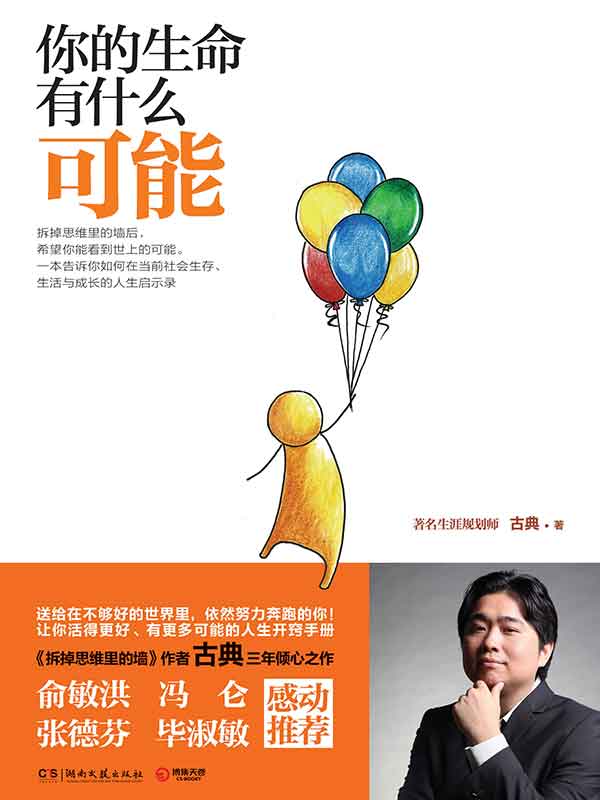 你的生命
有什么
可能
拆掉思维里的墙后，
希望你能看到世上的可能。
一本告诉你如何在当前社会生存、
生活与成长的人生启示录
著名生涯规划师 古典·著
送给在不够好的世界里，依然努力奔跑的你！
让你活得更好、有更多可能的人生开窍手册
《拆掉思维里的墙》作者古典三年倾心之作
俞敏洪 冯仑
张德芬 毕淑敏
感动
推荐
CS 湖南文艺出版社
博集天卷
CS-BOOKY